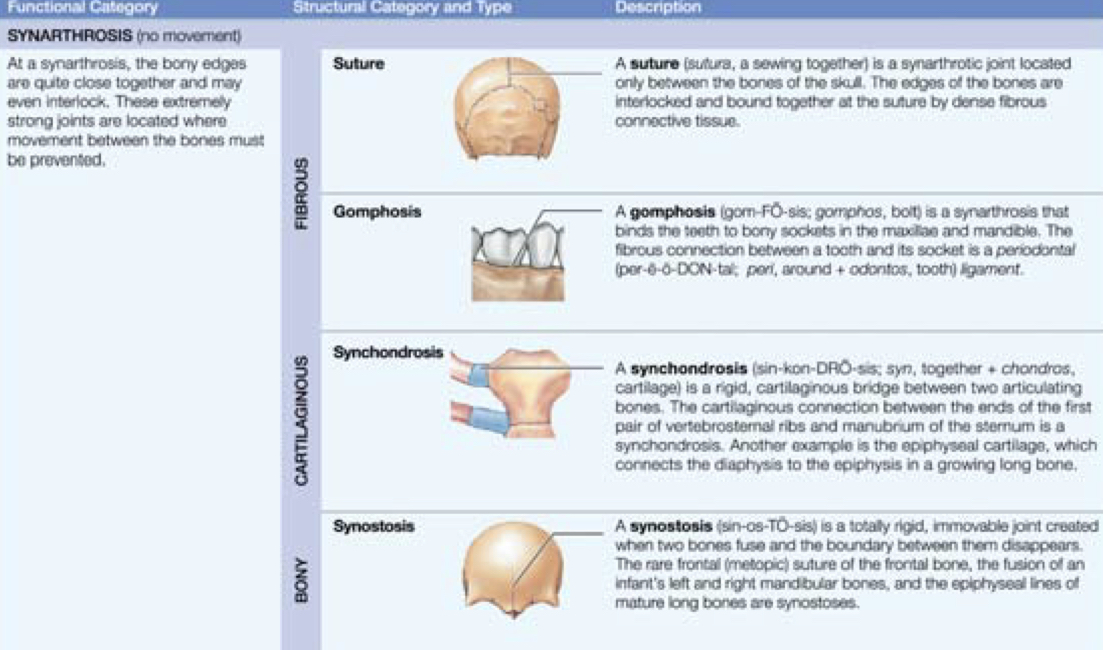 Functional Category
Structural Category and Type
Description
SYNARTHROSIS (no movement)
At a synarthrosis, the bony edges
are quite close together and may
even interlock. These extremely
strong joints are located where
movement between the bones must
be prevented.
FIBROUS
Suture
A suture (sutura, a sewing together) is a synarthrotic joint located
only between the bones of the skull. The edges of the bones are
interlocked and bound together at the suture by dense fibrous
connective tissue.
Gomphosis
A gomphosis (gom-FŌ-sis; gomphos, bolt) is a synarthrosis that
binds the teeth to bony sockets in the maxillae and mandible. The
fibrous connection between a tooth and its socket is a periodontal
(per-ē-ō-DON-tal; peri, around + odontos, tooth) ligament.
CARTILAGINOUS
Synchondrosis
A synchondrosis (sin-kon-DRŌ-sis; syn, together + chondros,
cartilage) is a rigid, cartilaginous bridge between two articulating
bones. The cartilaginous connection between the ends of the first
pair of vertebrosternal ribs and manubrium of the sternum is a
synchondrosis. Another example is the epiphyseal cartilage, which
connects the diaphysis to the epiphysis in a growing long bone.
BONY
Synostosis
A synostosis (sin-os-TŌ-sis) is a totally rigid, immovable joint created
when two bones fuse and the boundary between them disappears.
The rare frontal (metopic) suture of the frontal bone, the fusion of an
infant's left and right mandibular bones, and the epiphyseal lines of
mature long bones are synostoses.